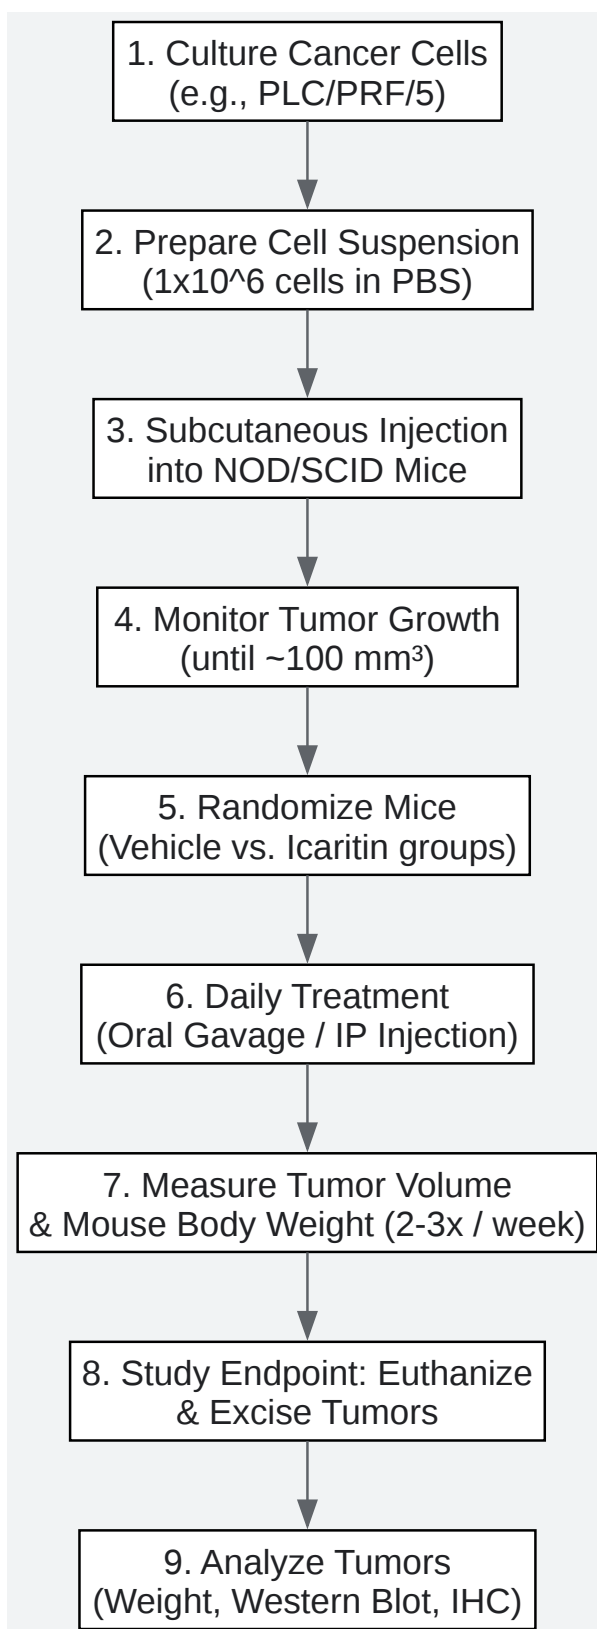 1. Culture Cancer Cells
(e.g., PLC/PRF/5)
2. Prepare Cell Suspension
(1x10^6 cells in PBS)
3. Subcutaneous Injection
into NOD/SCID Mice
4. Monitor Tumor Growth
(until ~100 mm³)
5. Randomize Mice
(Vehicle vs. Icaritin groups)
6. Daily Treatment
(Oral Gavage / IP Injection)
7. Measure Tumor Volume
& Mouse Body Weight (2-3x / week)
8. Study Endpoint: Euthanize
& Excise Tumors
9. Analyze Tumors
(Weight, Western Blot, IHC)